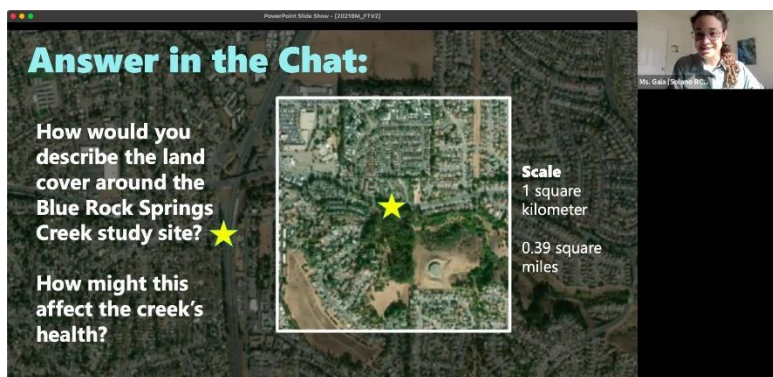 PowerPoint Slide Show - [2021BM_FTV2]
Answer in the Chat:
How would you
describe the land
cover around the
Blue Rock Springs
Creek study site?
How might this
affect the creek's
health?
Scale
1 square
kilometer
0.39 square
miles
Ms. Gaia (Solano RC...